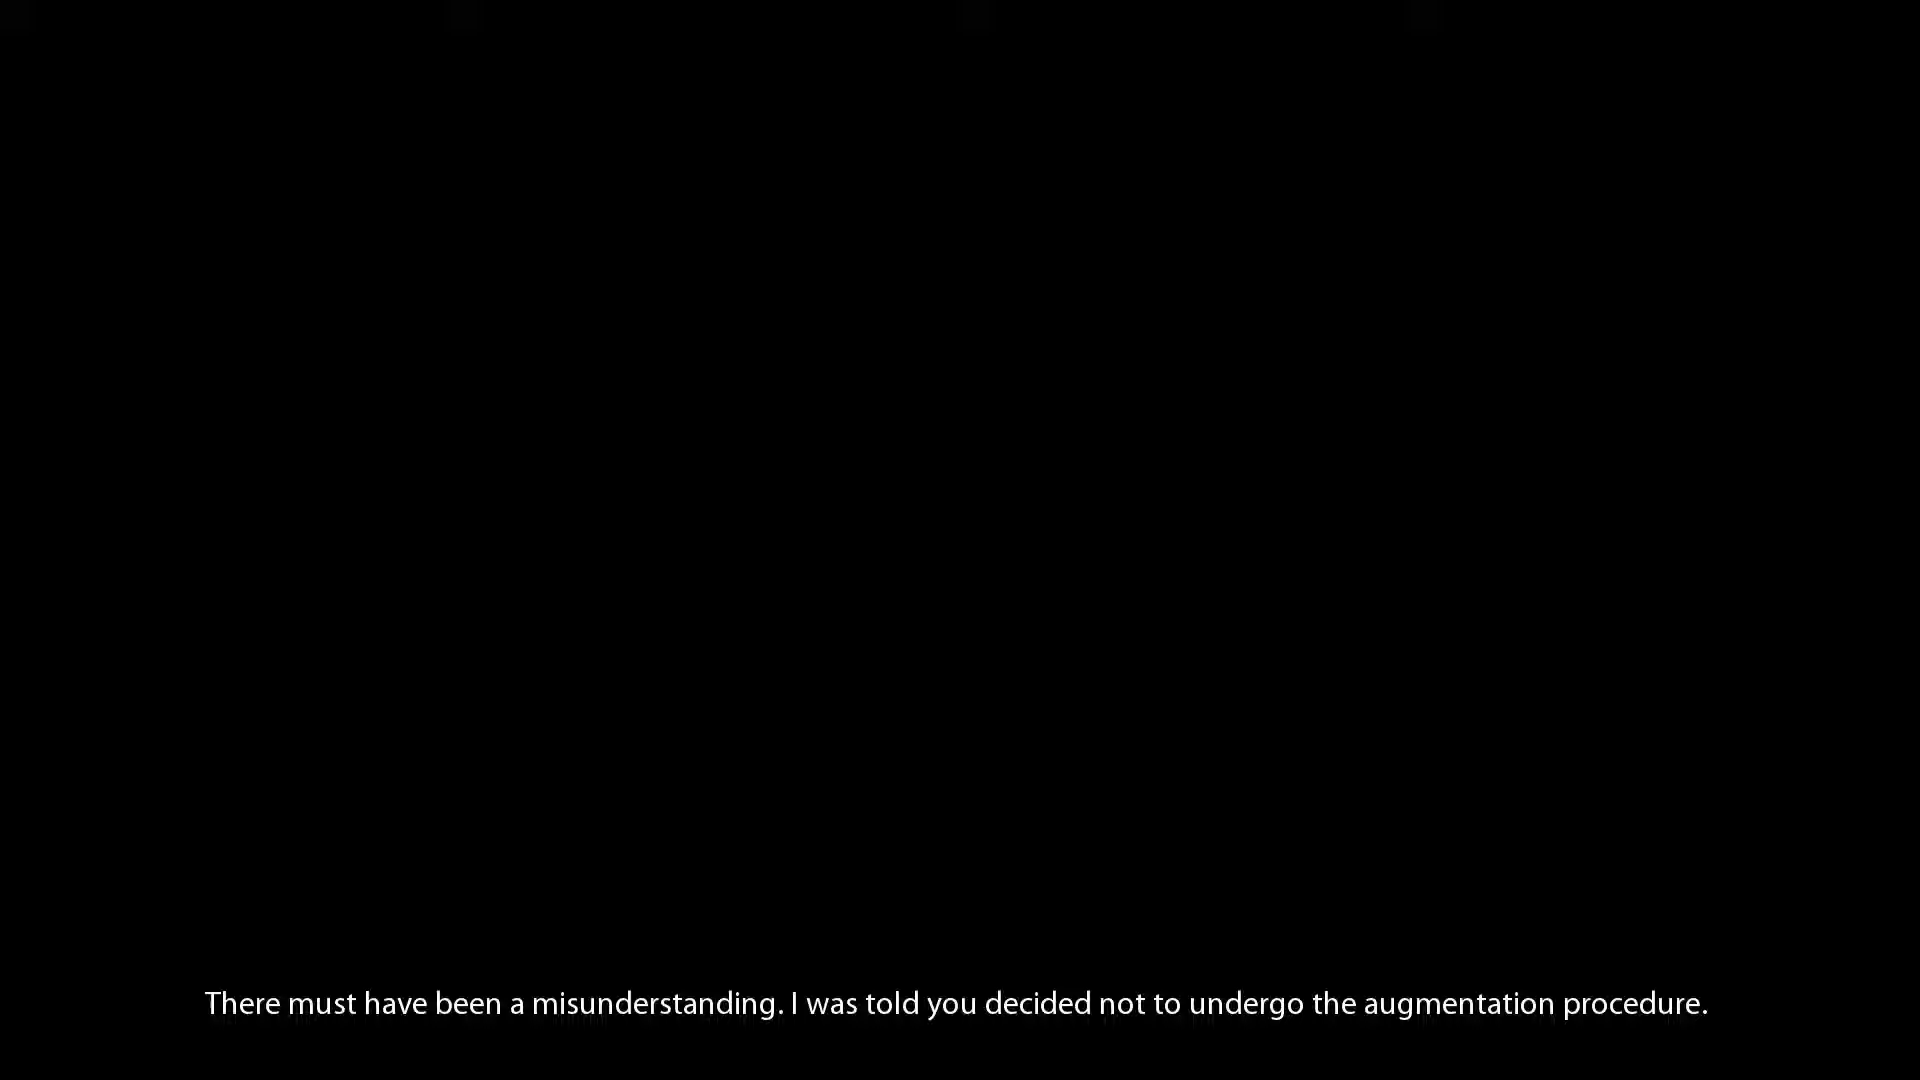 There must have been a misunderstanding. I was told you decided not to undergo the augmentation procedure.